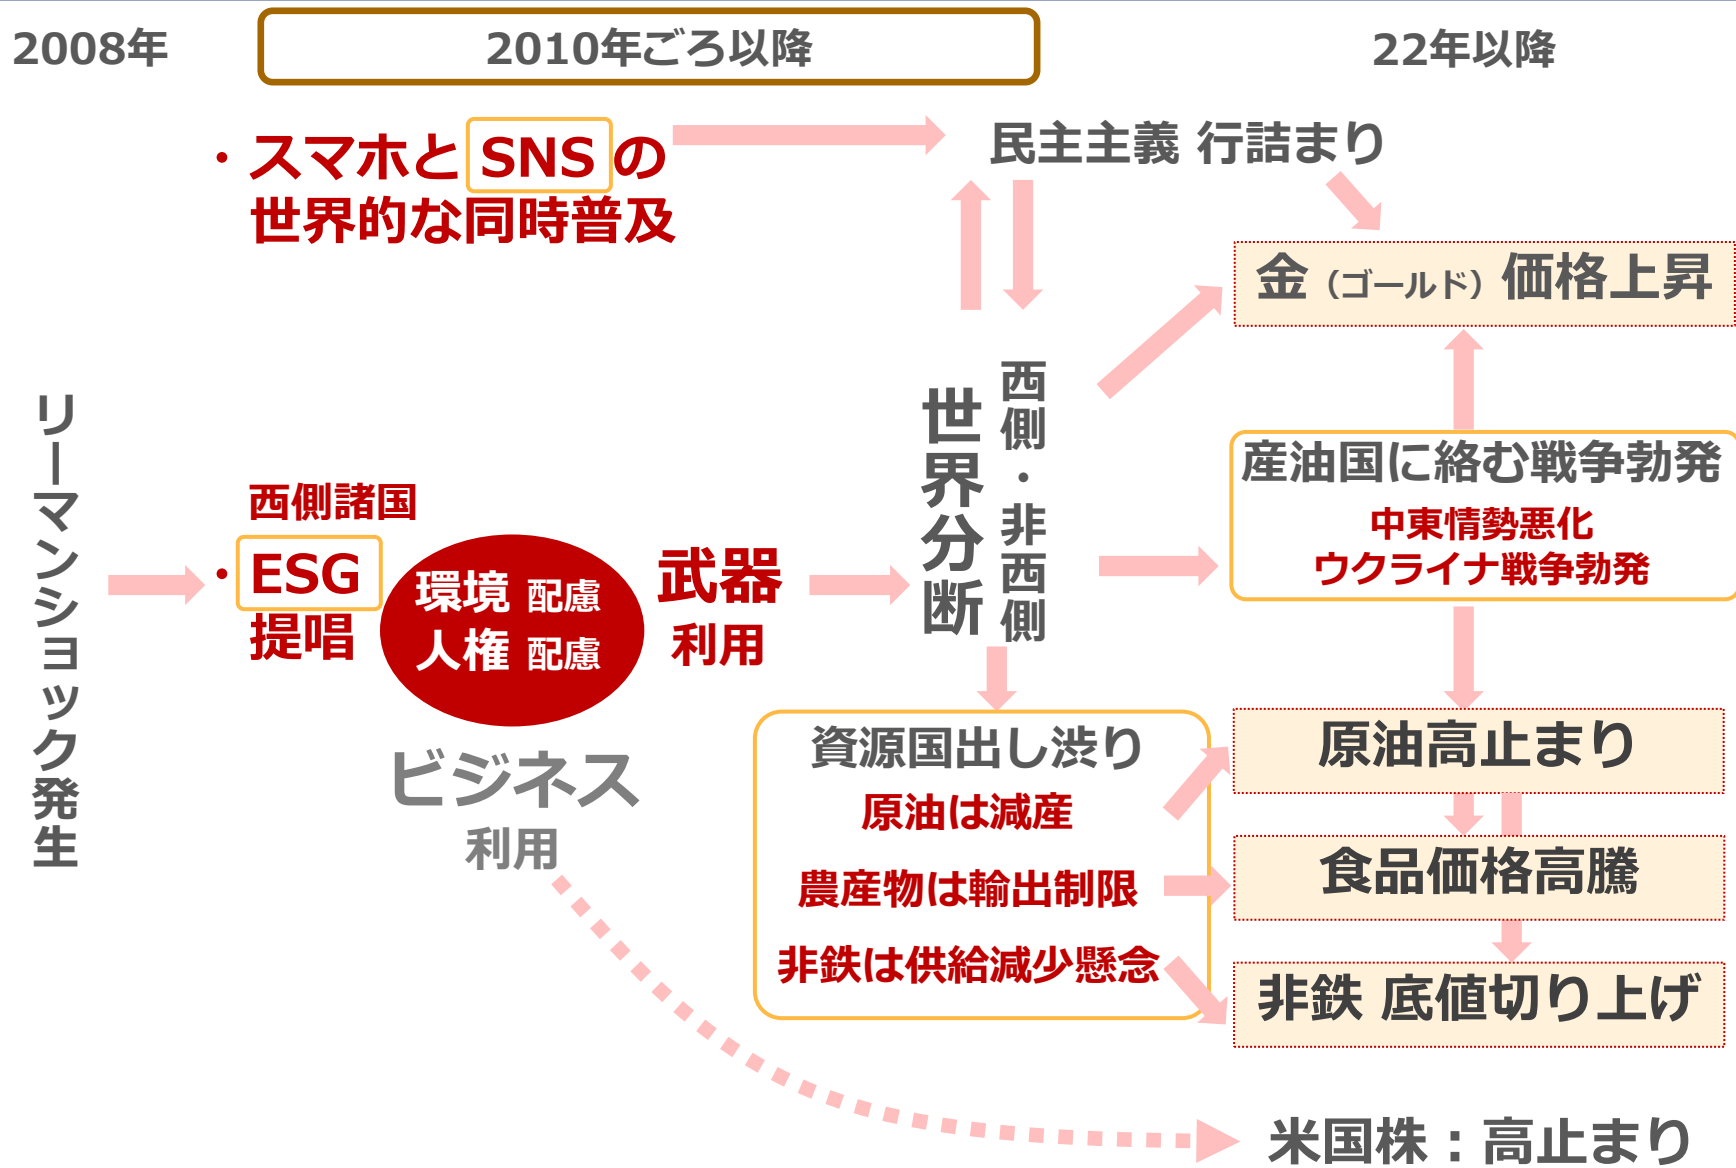 2008年
2010年ごろ以降
22年以降
・スマホと SNS の
世界的な同時普及
民主主義 行詰まり
金（ゴールド）価格上昇
リーマンショック発生
西側諸国
・ESG
提唱
環境 配慮
人権 配慮
武器
利用
ビジネス
利用
世界分断
西側・非西側
産油国に絡む戦争勃発
中東情勢悪化
ウクライナ戦争勃発
資源国出し渋り
原油は減産
農産物は輸出制限
非鉄は供給減少懸念
原油高止まり
食品価格高騰
非鉄 底値切り上げ
米国株：高止まり